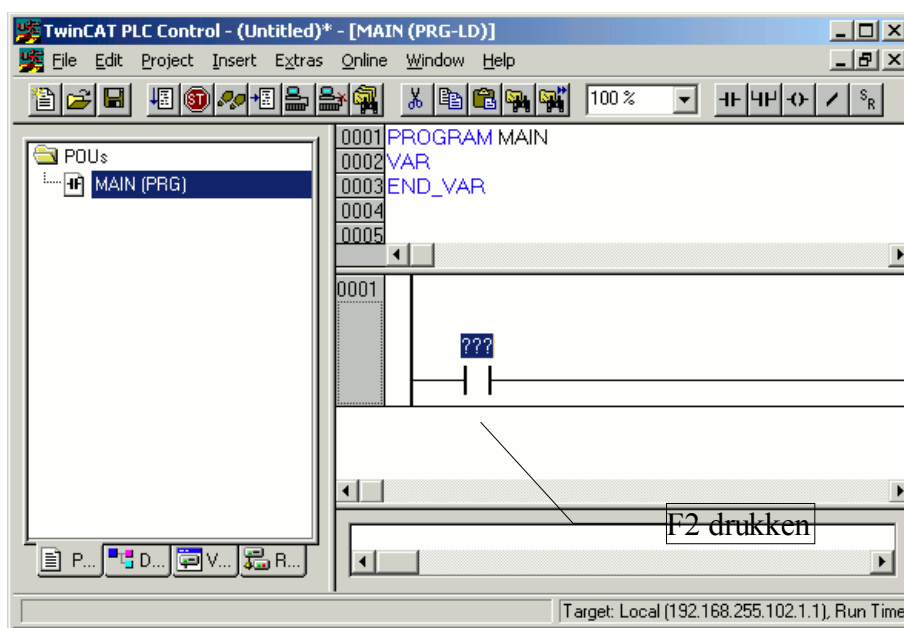 TwinCAT PLC Control - (Untitled)* - [MAIN (PRG-LD)]
File Edit Project Insert Extras Online Window Help
ST 100 % S R
POUs
MAIN (PRG)
0001 PROGRAM MAIN
0002 VAR
0003 END_VAR
0004
0005
0001
???
F2 drukken
P... D... V... R...
Target: Local (192.168.255.102.1.1), Run Time